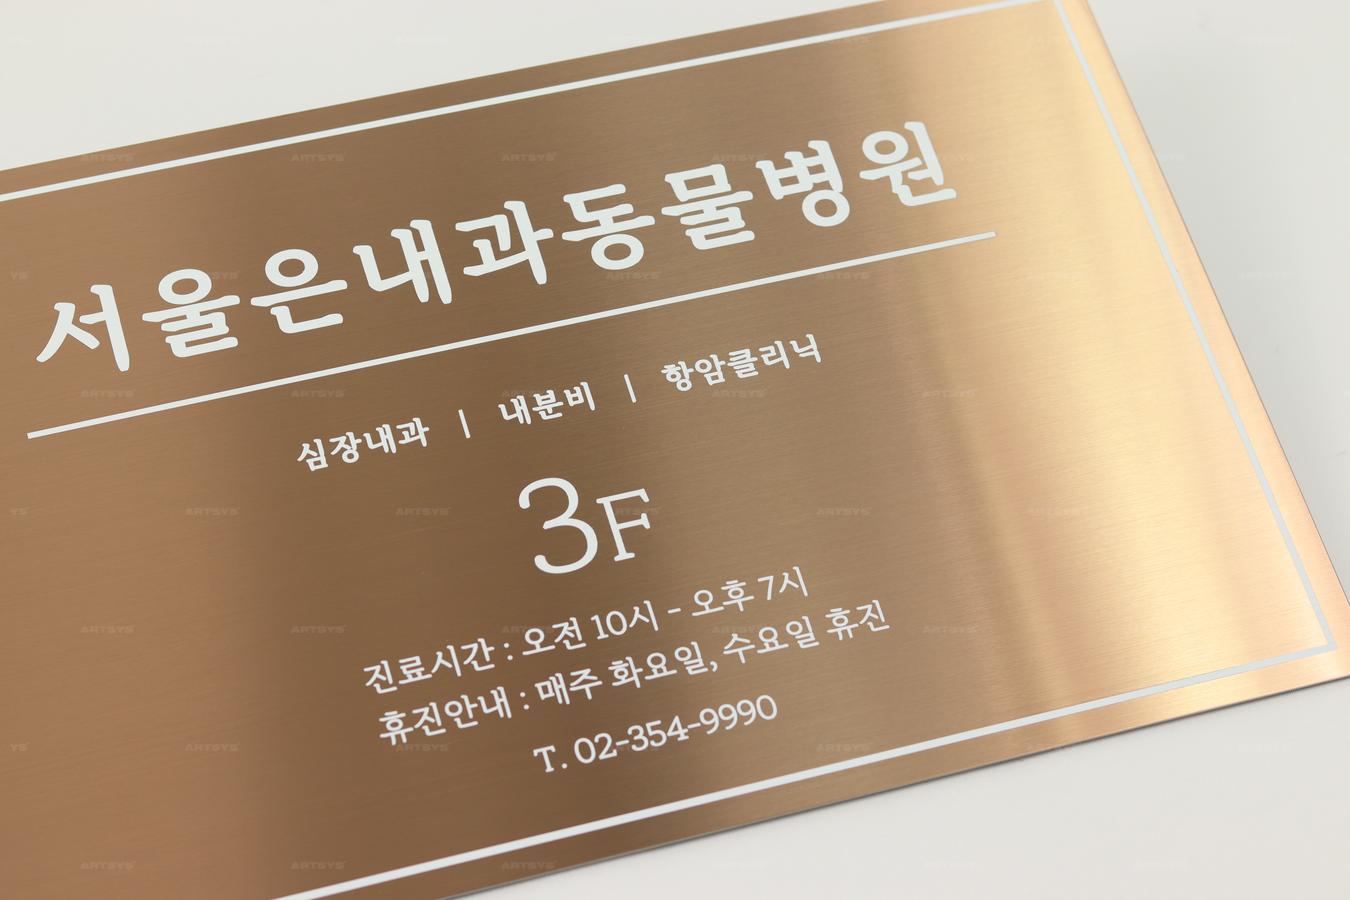 서울은내과동물병원
심장내과 | 내분비 | 항암클리닉
3F
진료시간 : 오전 10시 - 오후 7시
휴진안내 : 매주 화요일, 수요일 휴진
T. 02-354-9990
ARTSYS